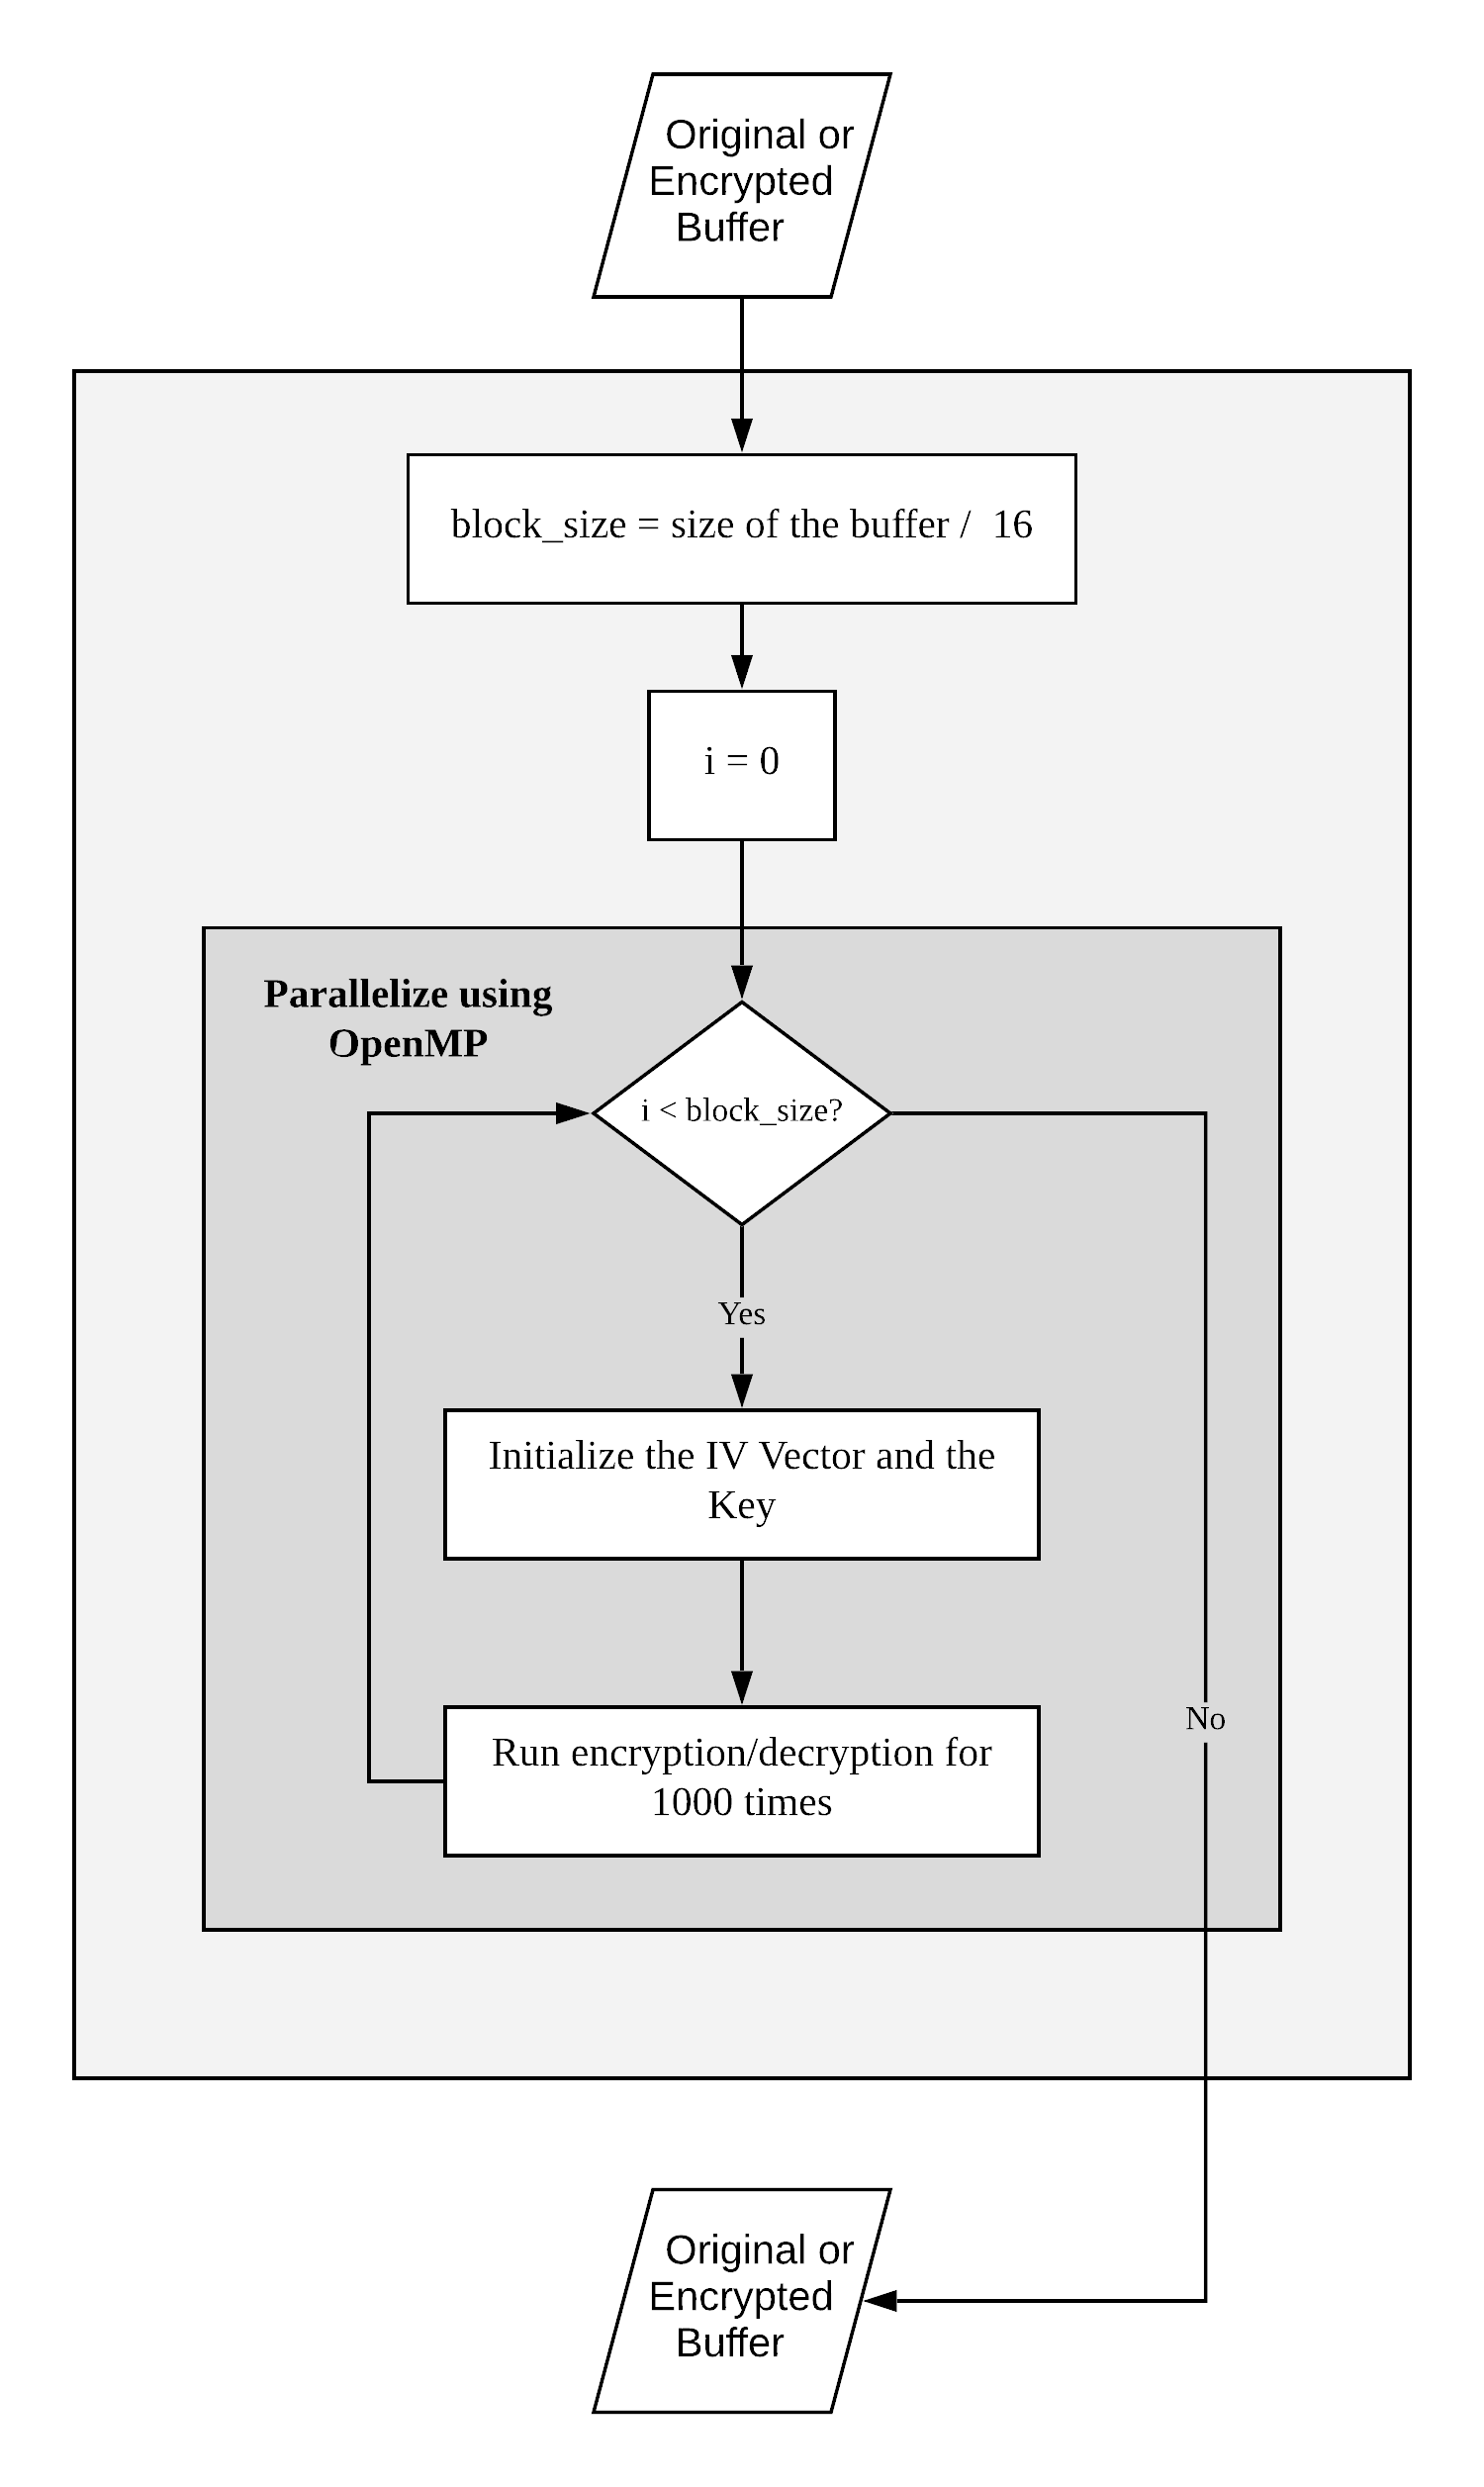 Original or
Encrypted
Buffer
block_size = size of the buffer /  16
i = 0
Parallelize using
OpenMP
i < block_size?
Yes
Initialize the IV Vector and the
Key
No
Run encryption/decryption for
1000 times
Original or
Encrypted
Buffer